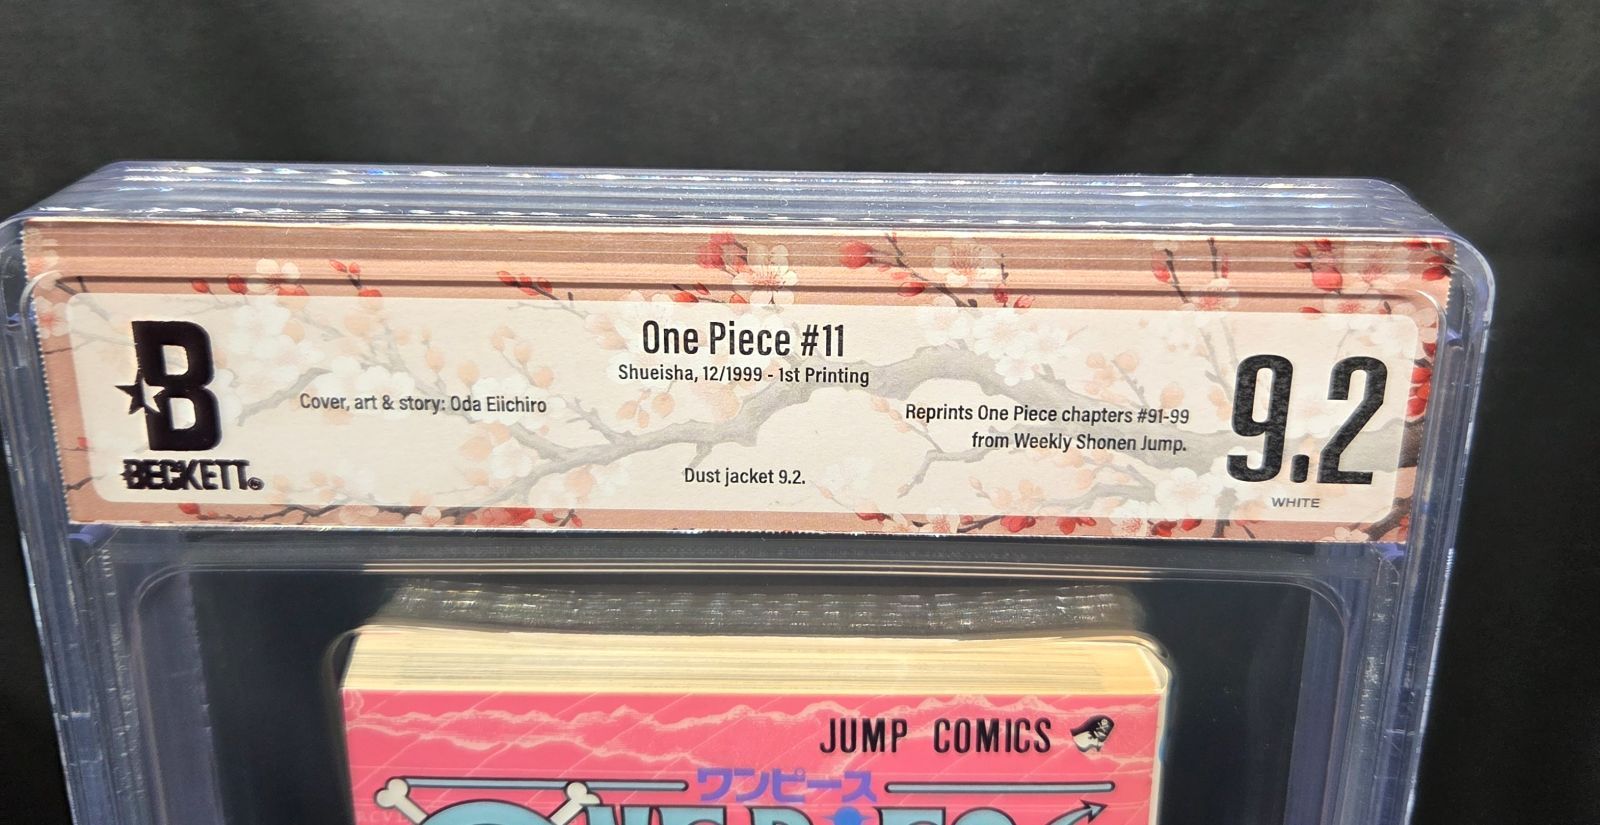 One Piece #11
Shueisha, 12/1999 - 1st Printing
Cover, art & story: Oda Eiichiro
Reprints One Piece chapters #91-99
from Weekly Shonen Jump.
Dust jacket 9.2.
B
BECKETT®
9.2
WHITE
JUMP COMICS
ワンピース
ONE PIECE